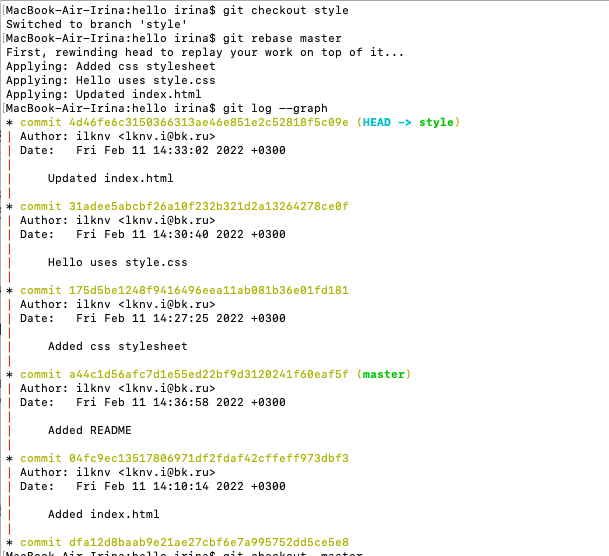 MacBook-Air-Irina:hello irina$ git checkout style
Switched to branch 'style'
MacBook-Air-Irina:hello irina$ git rebase master
First, rewinding head to replay your work on top of it...
Applying: Added css stylesheet
Applying: Hello uses style.css
Applying: Updated index.html
MacBook-Air-Irina:hello irina$ git log --graph
* commit 4d46fe6c3150366313ae46e851e2c52818f5c09e (HEAD -> style)
| Author: ilknv <lknv.i@bk.ru>
| Date:   Fri Feb 11 14:33:02 2022 +0300
|
|     Updated index.html
|
* commit 31adee5abcbf26a10f232b321d2a13264278ce0f
| Author: ilknv <lknv.i@bk.ru>
| Date:   Fri Feb 11 14:30:40 2022 +0300
|
|     Hello uses style.css
|
* commit 175d5be1248f9416496eea11ab081b36e01fd181
| Author: ilknv <lknv.i@bk.ru>
| Date:   Fri Feb 11 14:27:25 2022 +0300
|
|     Added css stylesheet
|
* commit a44c1d56afc7d1e55ed22bf9d3120241f60eaf5f (master)
| Author: ilknv <lknv.i@bk.ru>
| Date:   Fri Feb 11 14:36:58 2022 +0300
|
|     Added README
|
* commit 04fc9ec13517806971df2fdaf42cffeff973dbf3
| Author: ilknv <lknv.i@bk.ru>
| Date:   Fri Feb 11 14:10:14 2022 +0300
|
|     Added index.html
|
* commit dfa12d8baab9e21ae27cbf6e7a995752dd5ce5e8
MacBook-Air-Irina:hello irina$ git checkout master